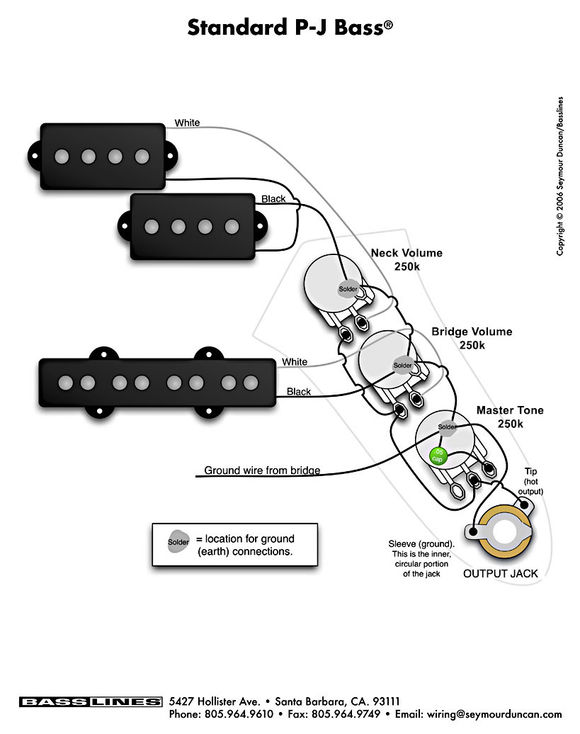 Standard P-J Bass®
Copyright © 2006 Seymour Duncan/Basslines
White
Black
Neck Volume
250k
Solder
Bridge Volume
250k
White
Solder
Black
Master Tone
250k
Solder
.05
cap
Ground wire from bridge
Tip
(hot
output)
Solder
= location for ground
(earth) connections.
Sleeve (ground).
This is the inner,
circular portion
of the jack
OUTPUT JACK
BASSLINES
5427 Hollister Ave. • Santa Barbara, CA. 93111
Phone: 805.964.9610 • Fax: 805.964.9749 • Email: wiring@seymourduncan.com